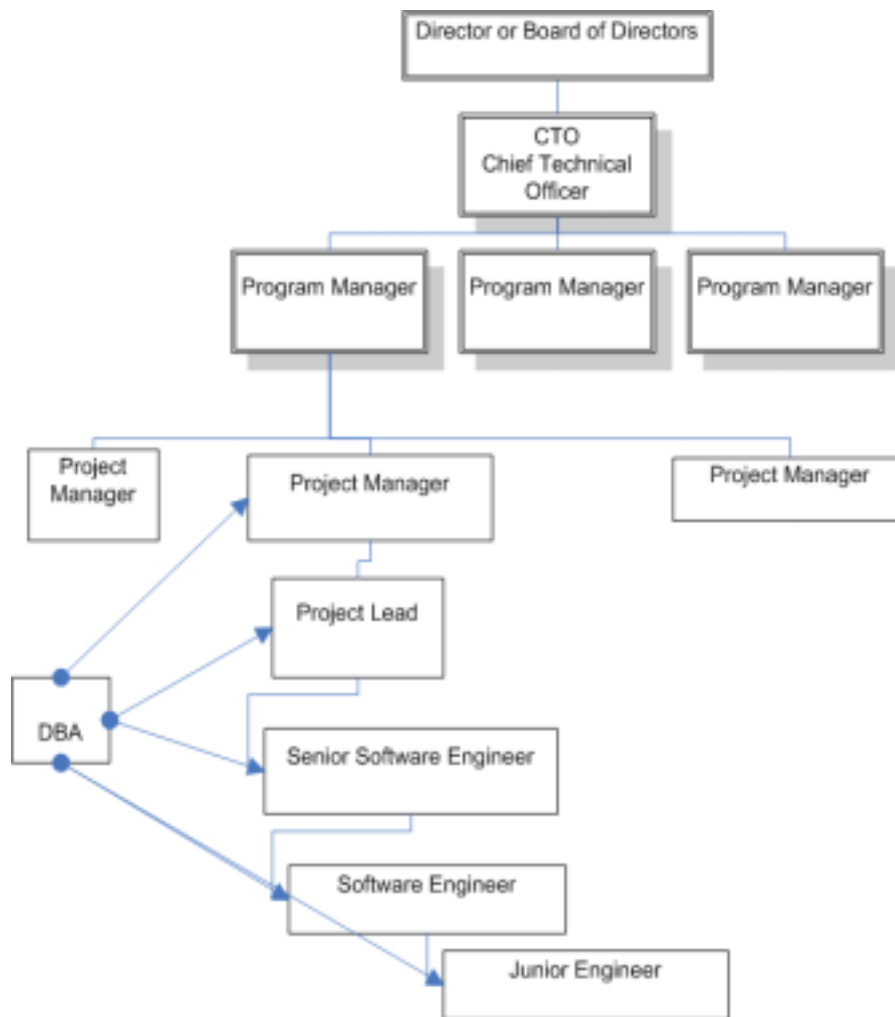 Director or Board of Directors
CTO
Chief Technical
Officer
Program Manager
Program Manager
Program Manager
Project
Manager
Project Manager
Project Manager
Project Lead
DBA
Senior Software Engineer
Software Engineer
Junior Engineer